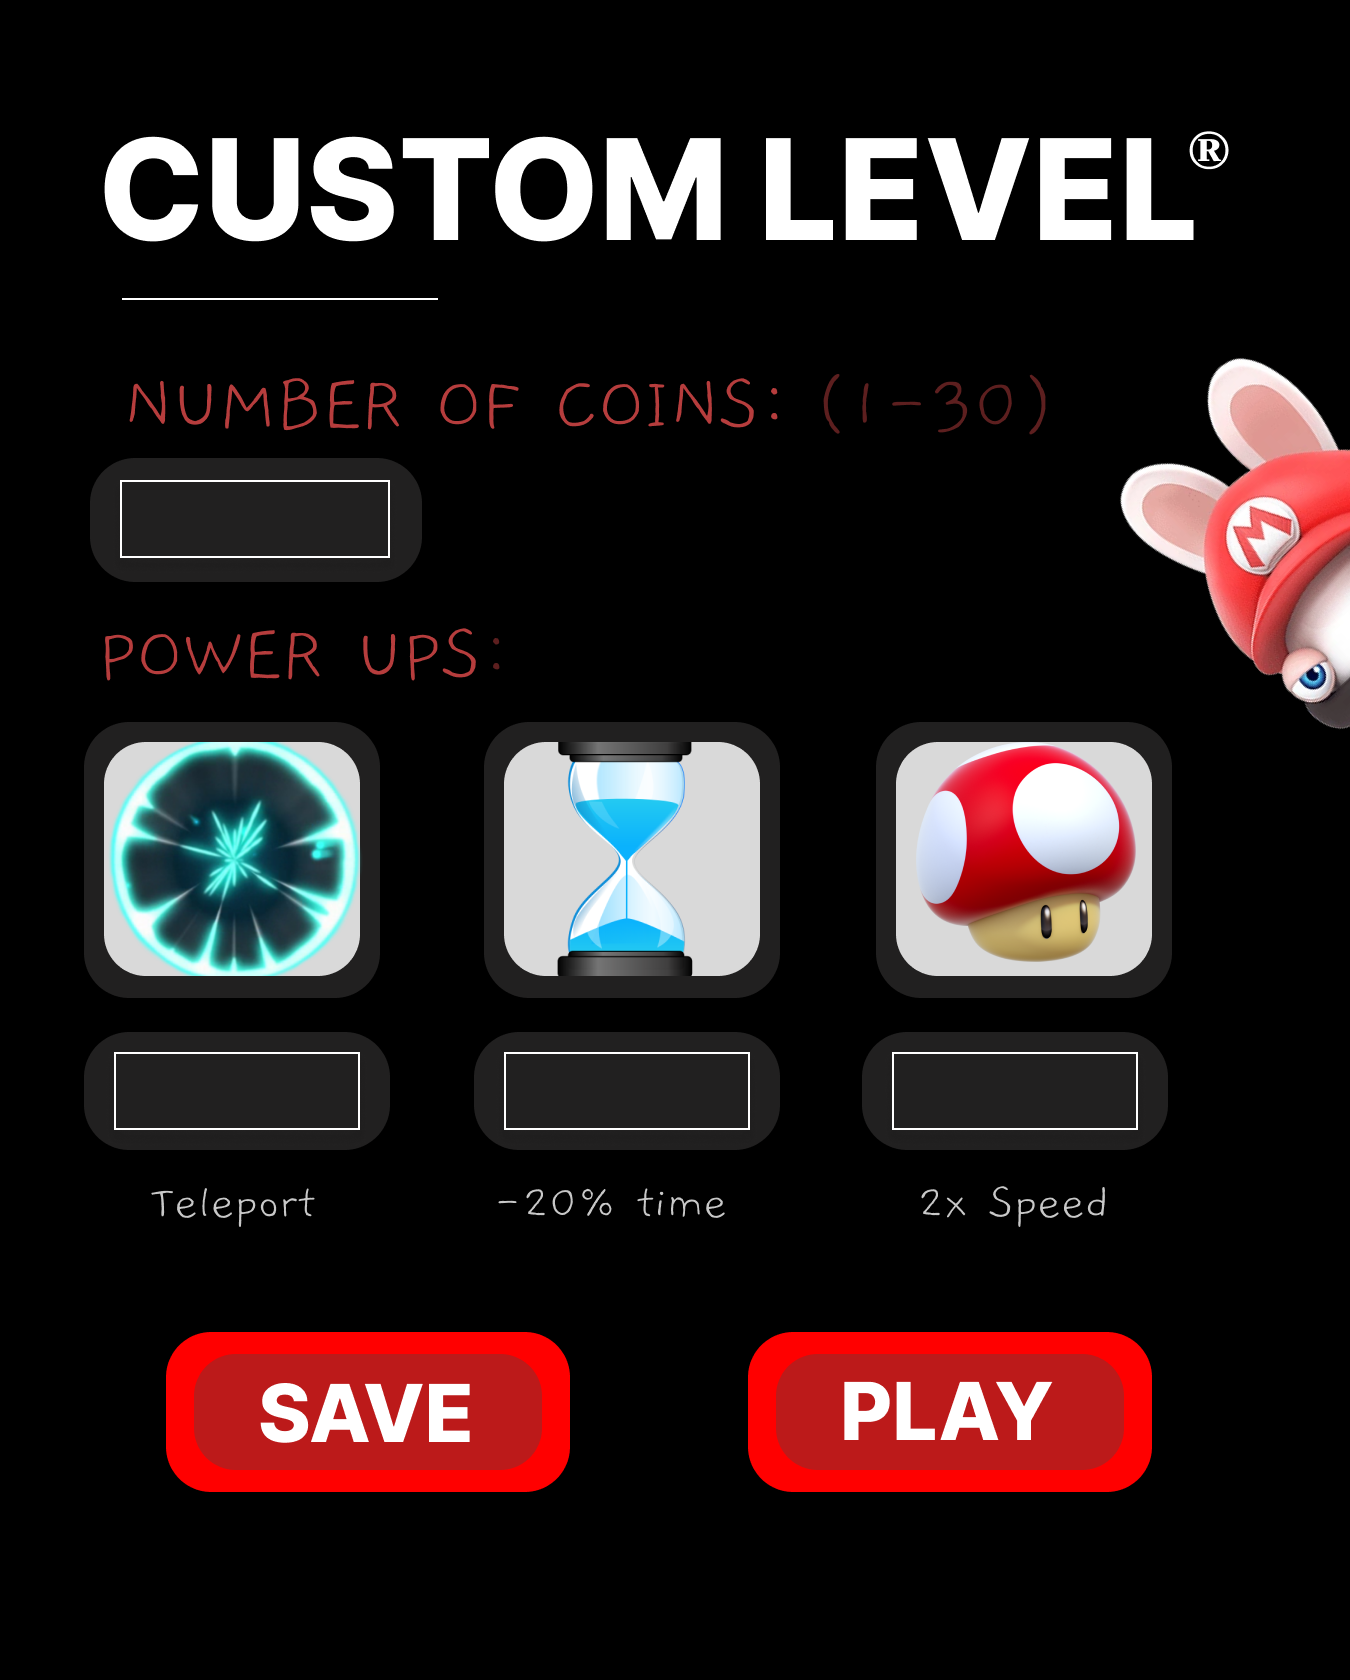 CUSTOM LEVEL®
NUMBER OF COINS: (1-30)
M
POWER UPS:
Teleport -20% time 2x Speed
SAVE PLAY